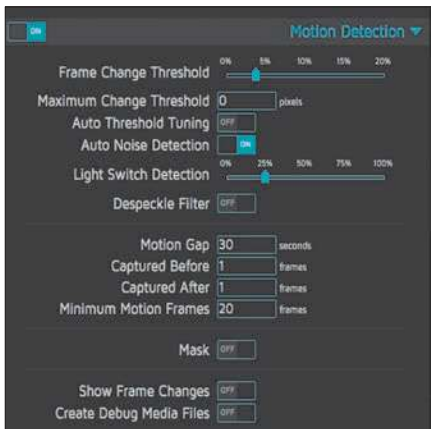 ON Motion Detection
0% 5% 10% 15% 20%
Frame Change Threshold
Maximum Change Threshold 0 pixels
Auto Threshold Tuning OFF
Auto Noise Detection ON
0% 25% 50% 75% 100%
Light Switch Detection
Despeckle Filter OFF
Motion Gap 30 seconds
Captured Before 1 frames
Captured After 1 frames
Minimum Motion Frames 20 frames
Mask OFF
Show Frame Changes OFF
Create Debug Media Files OFF